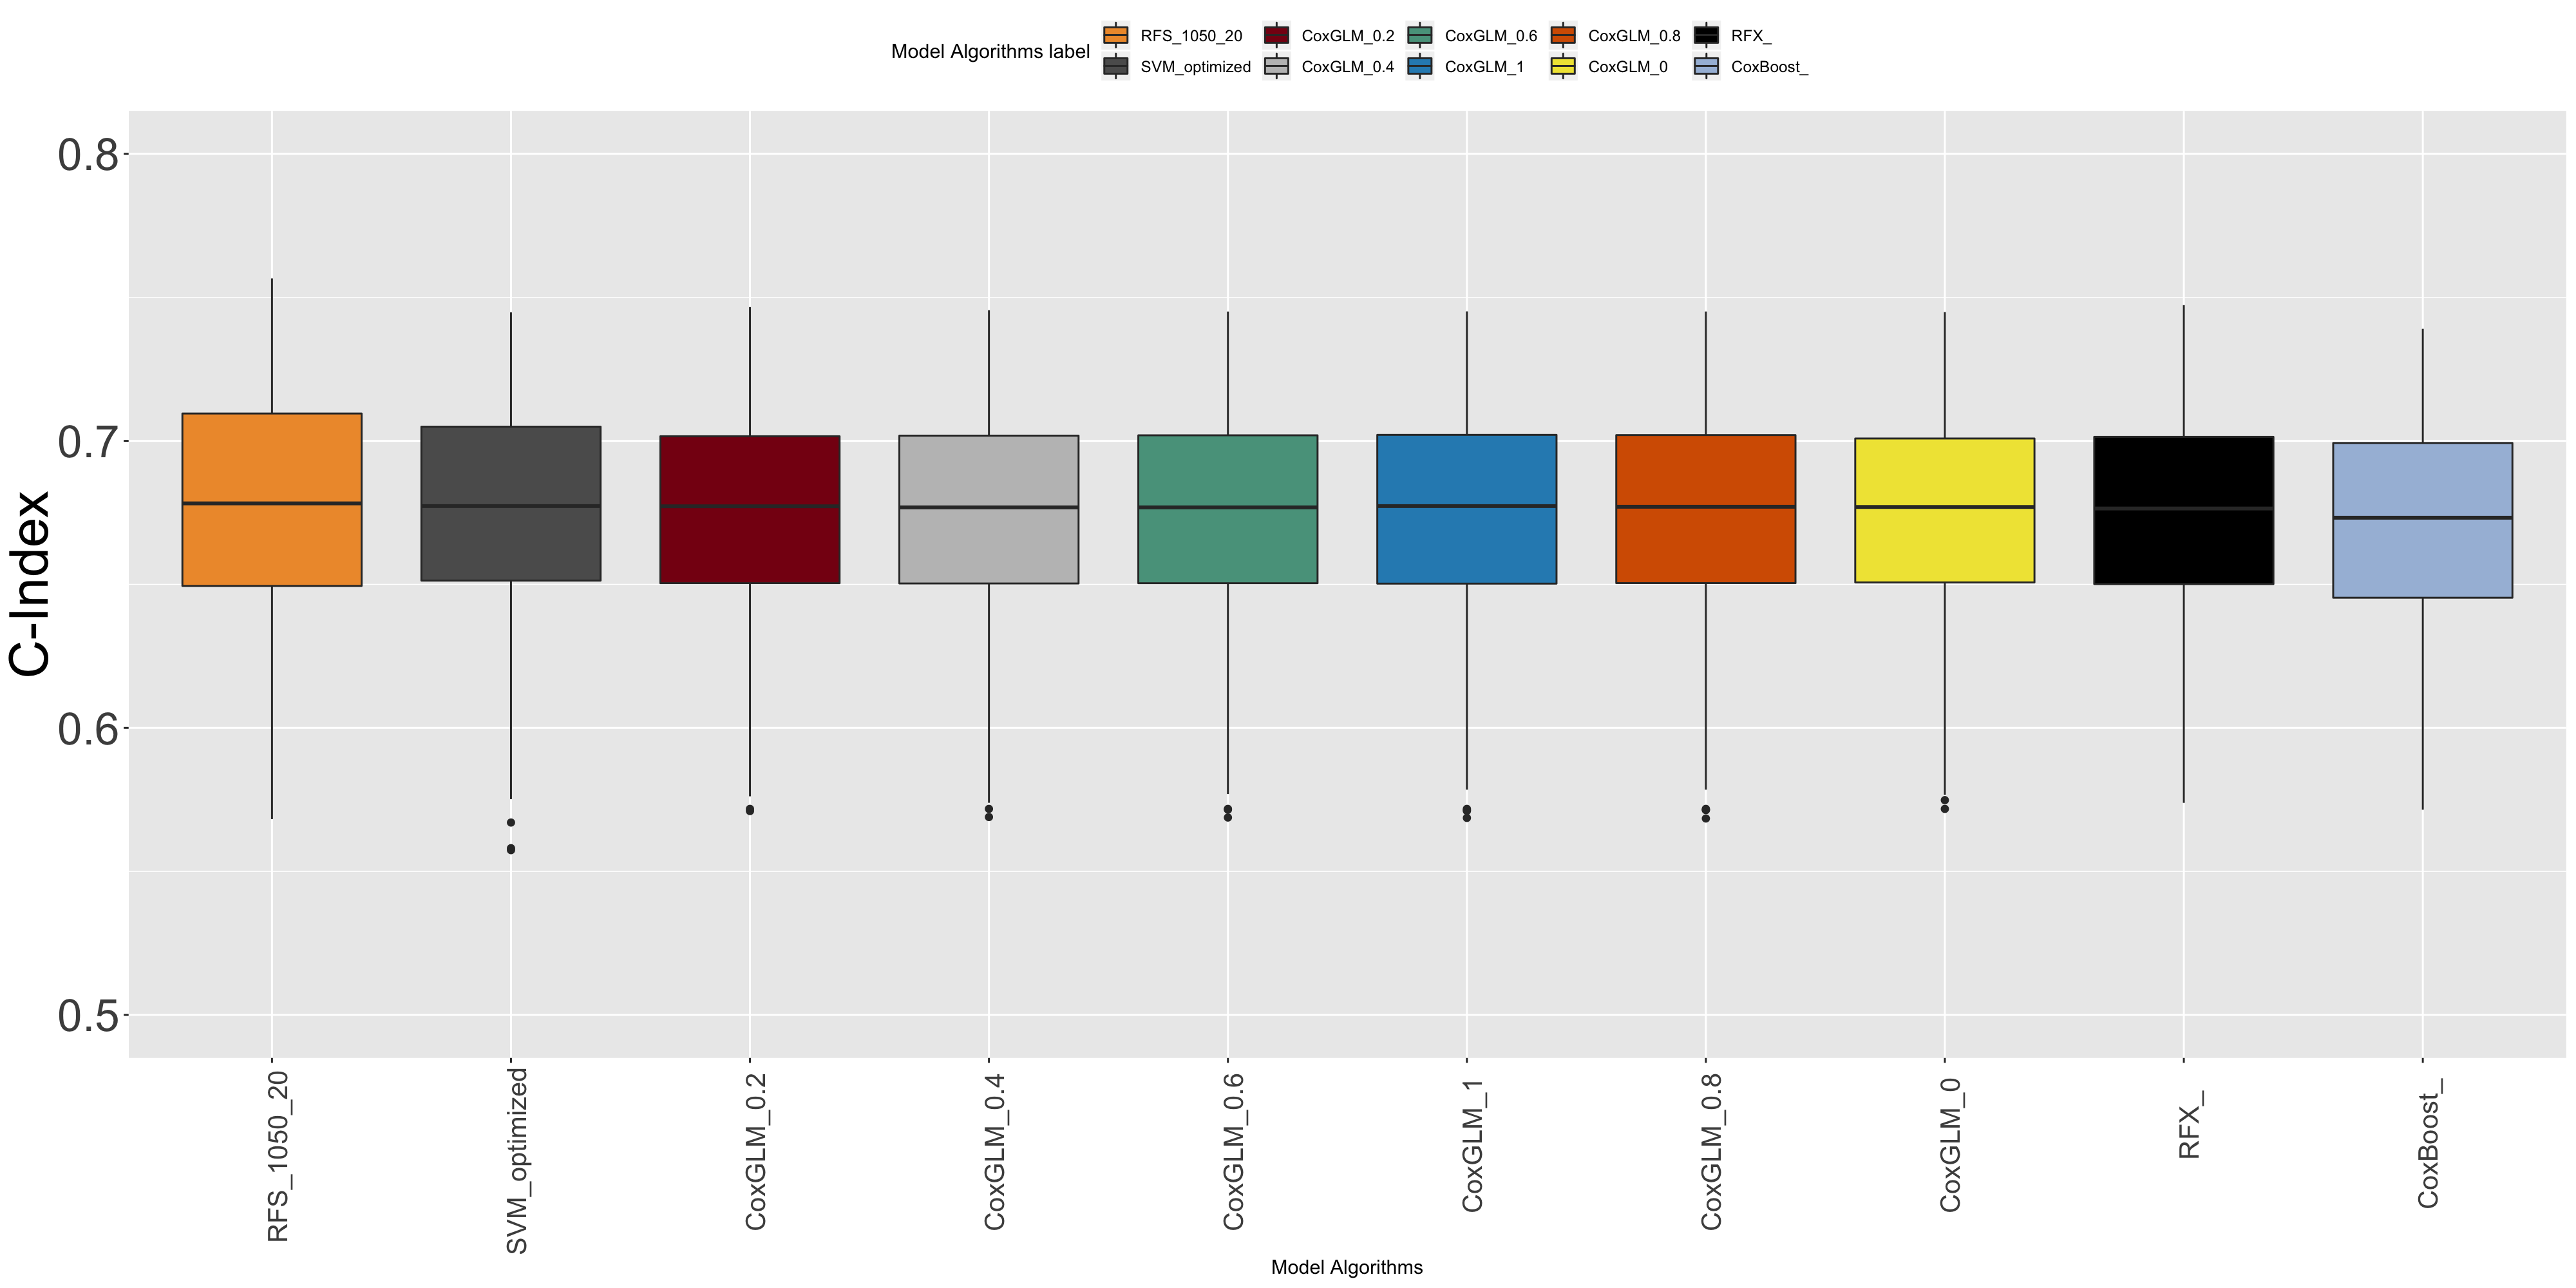 Model Algorithms label
RFS_1050_20 CoxGLM_0.2 CoxGLM_0.6 CoxGLM_0.8 RFX_
SVM_optimized CoxGLM_0.4 CoxGLM_1 CoxGLM_0 CoxBoost_
C-Index
0.8
0.7
0.6
0.5
RFS_1050_20
SVM_optimized
CoxGLM_0.2
CoxGLM_0.4
CoxGLM_0.6
CoxGLM_1
CoxGLM_0.8
CoxGLM_0
RFX_
CoxBoost_
Model Algorithms